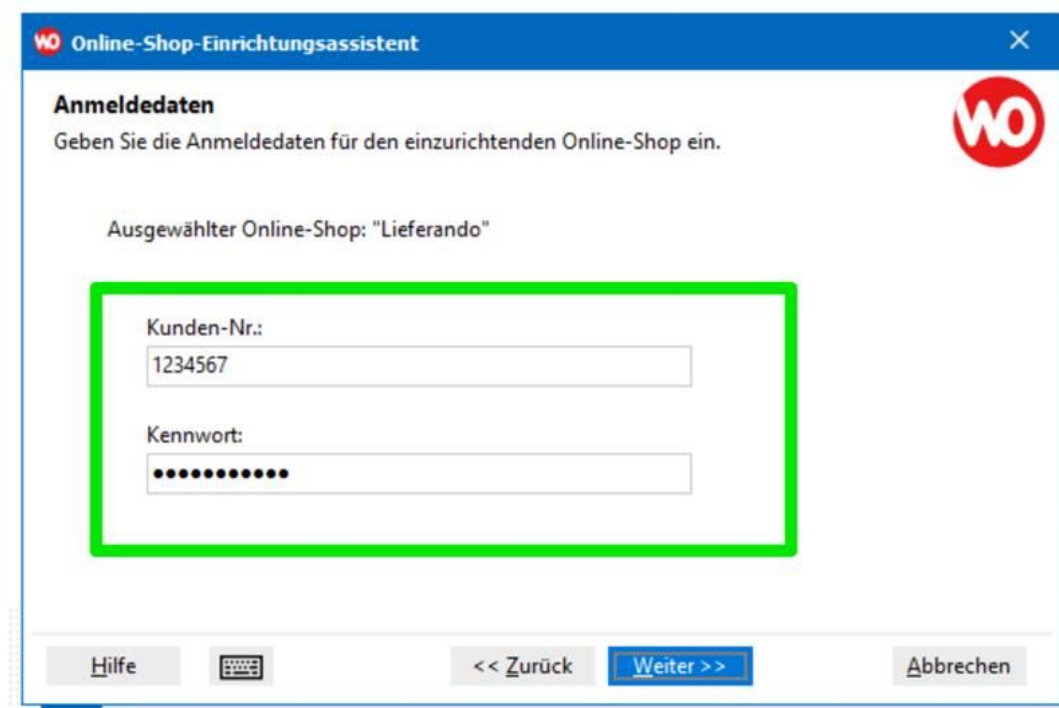 WO Online-Shop-Einrichtungsassistent
Anmeldedaten
WO
Geben Sie die Anmeldedaten für den einzurichtenden Online-Shop ein.
Ausgewählter Online-Shop: "Lieferando"
Kunden-Nr.:
1234567
Kennwort:
●●●●●●●●●●●
Hilfe << Zurück Weiter >> Abbrechen